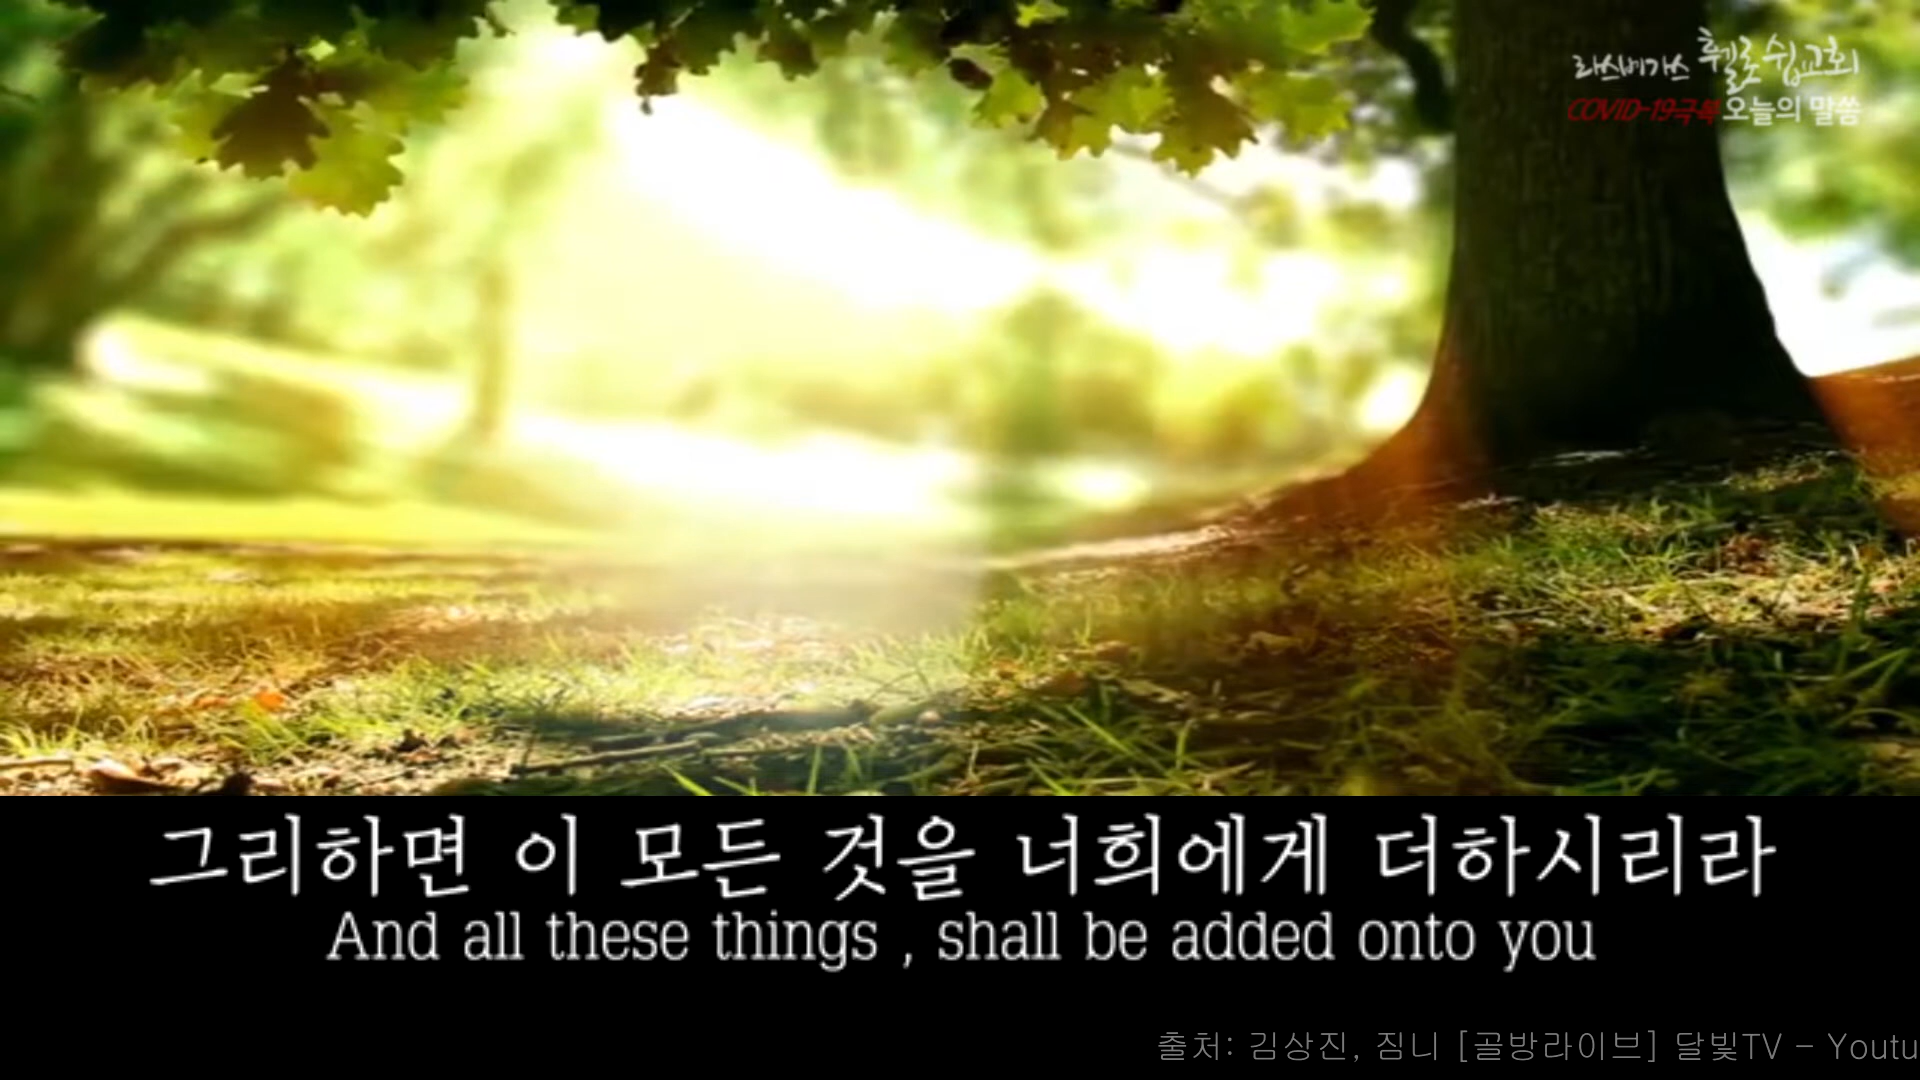 라스베가스 휄로쉽교회
COVID-19극복 오늘의 말씀
그리하면 이 모든 것을 너희에게 더하시리라
And all these things , shall be added onto you
출처: 김상진, 짐니 [골방라이브] 달빛TV - Youtu